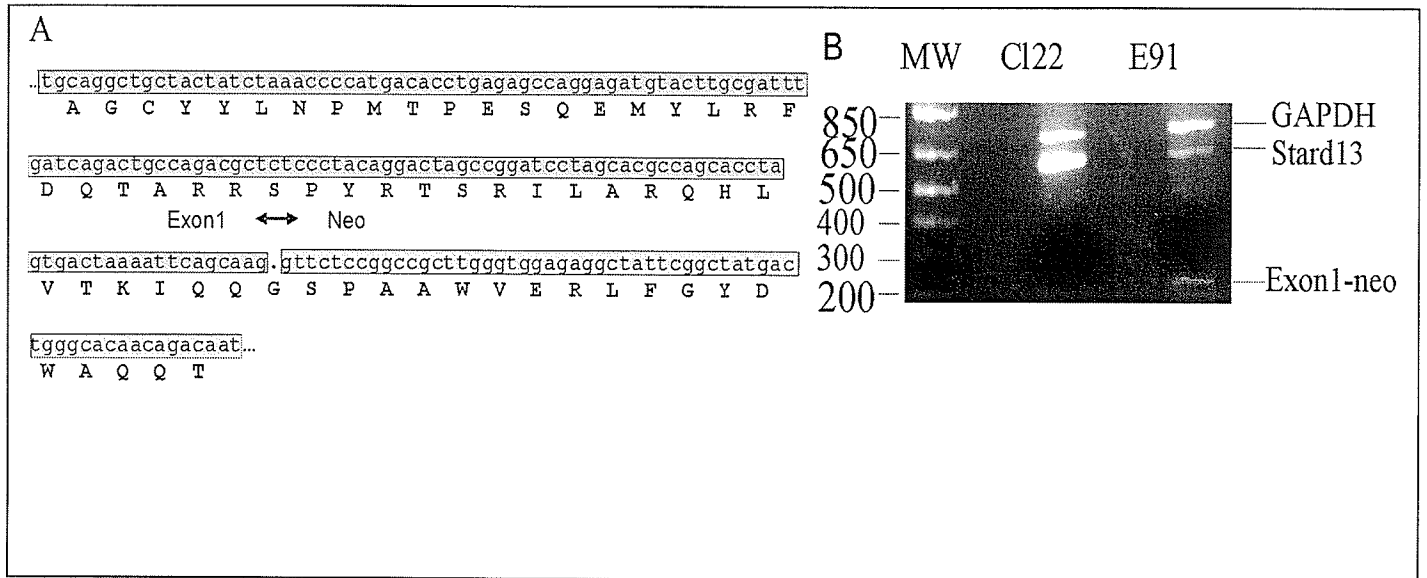 A
..tgcaggctgctactatctaaaccccatgacacctgagagccaggagatgtacttgcgattt
A G C Y Y L N P M T P E S Q E M Y L R F
gatcagactgccagacgctctccctacaggactagccggatcctagcacgccagcaccta
D Q T A R R S P Y R T S R I L A R Q H L
Exon1 ↔ Neo
gtgactaaaattcagcaag.gttctccggccgcttgggtggagaggctattcggctatgac
V T K I Q Q G S P A A W V E R L F G Y D
tgggcacaacagacaat...
W A Q Q T
B
MW Cl22 E91
850
650
500
400
300
200
GAPDH
Stard13
Exon1-neo